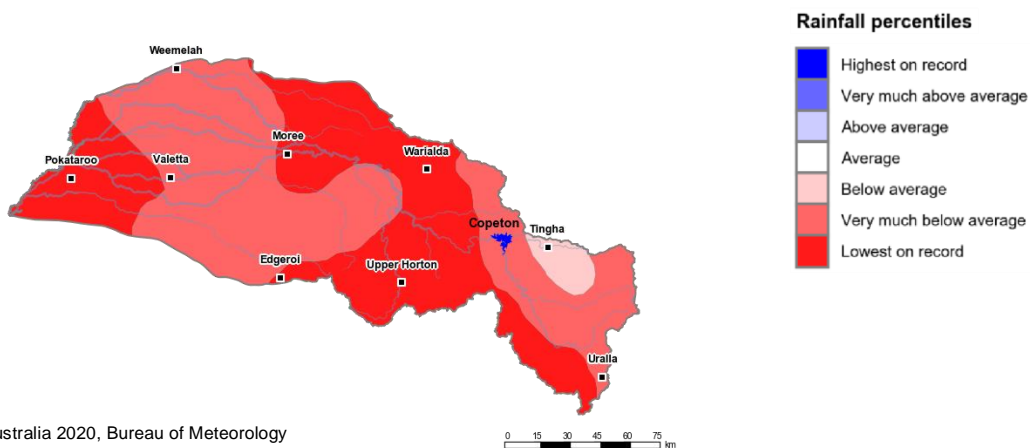 Rainfall percentiles
Highest on record
Very much above average
Above average
Average
Below average
Very much below average
Lowest on record
Weemelah
Moree
Pokataroo
Valetta
Warialda
Copeton
Tingha
Edgeroi
Upper Horton
Uralla
ustralia 2020, Bureau of Meteorology
0 15 30 45 60 75
km